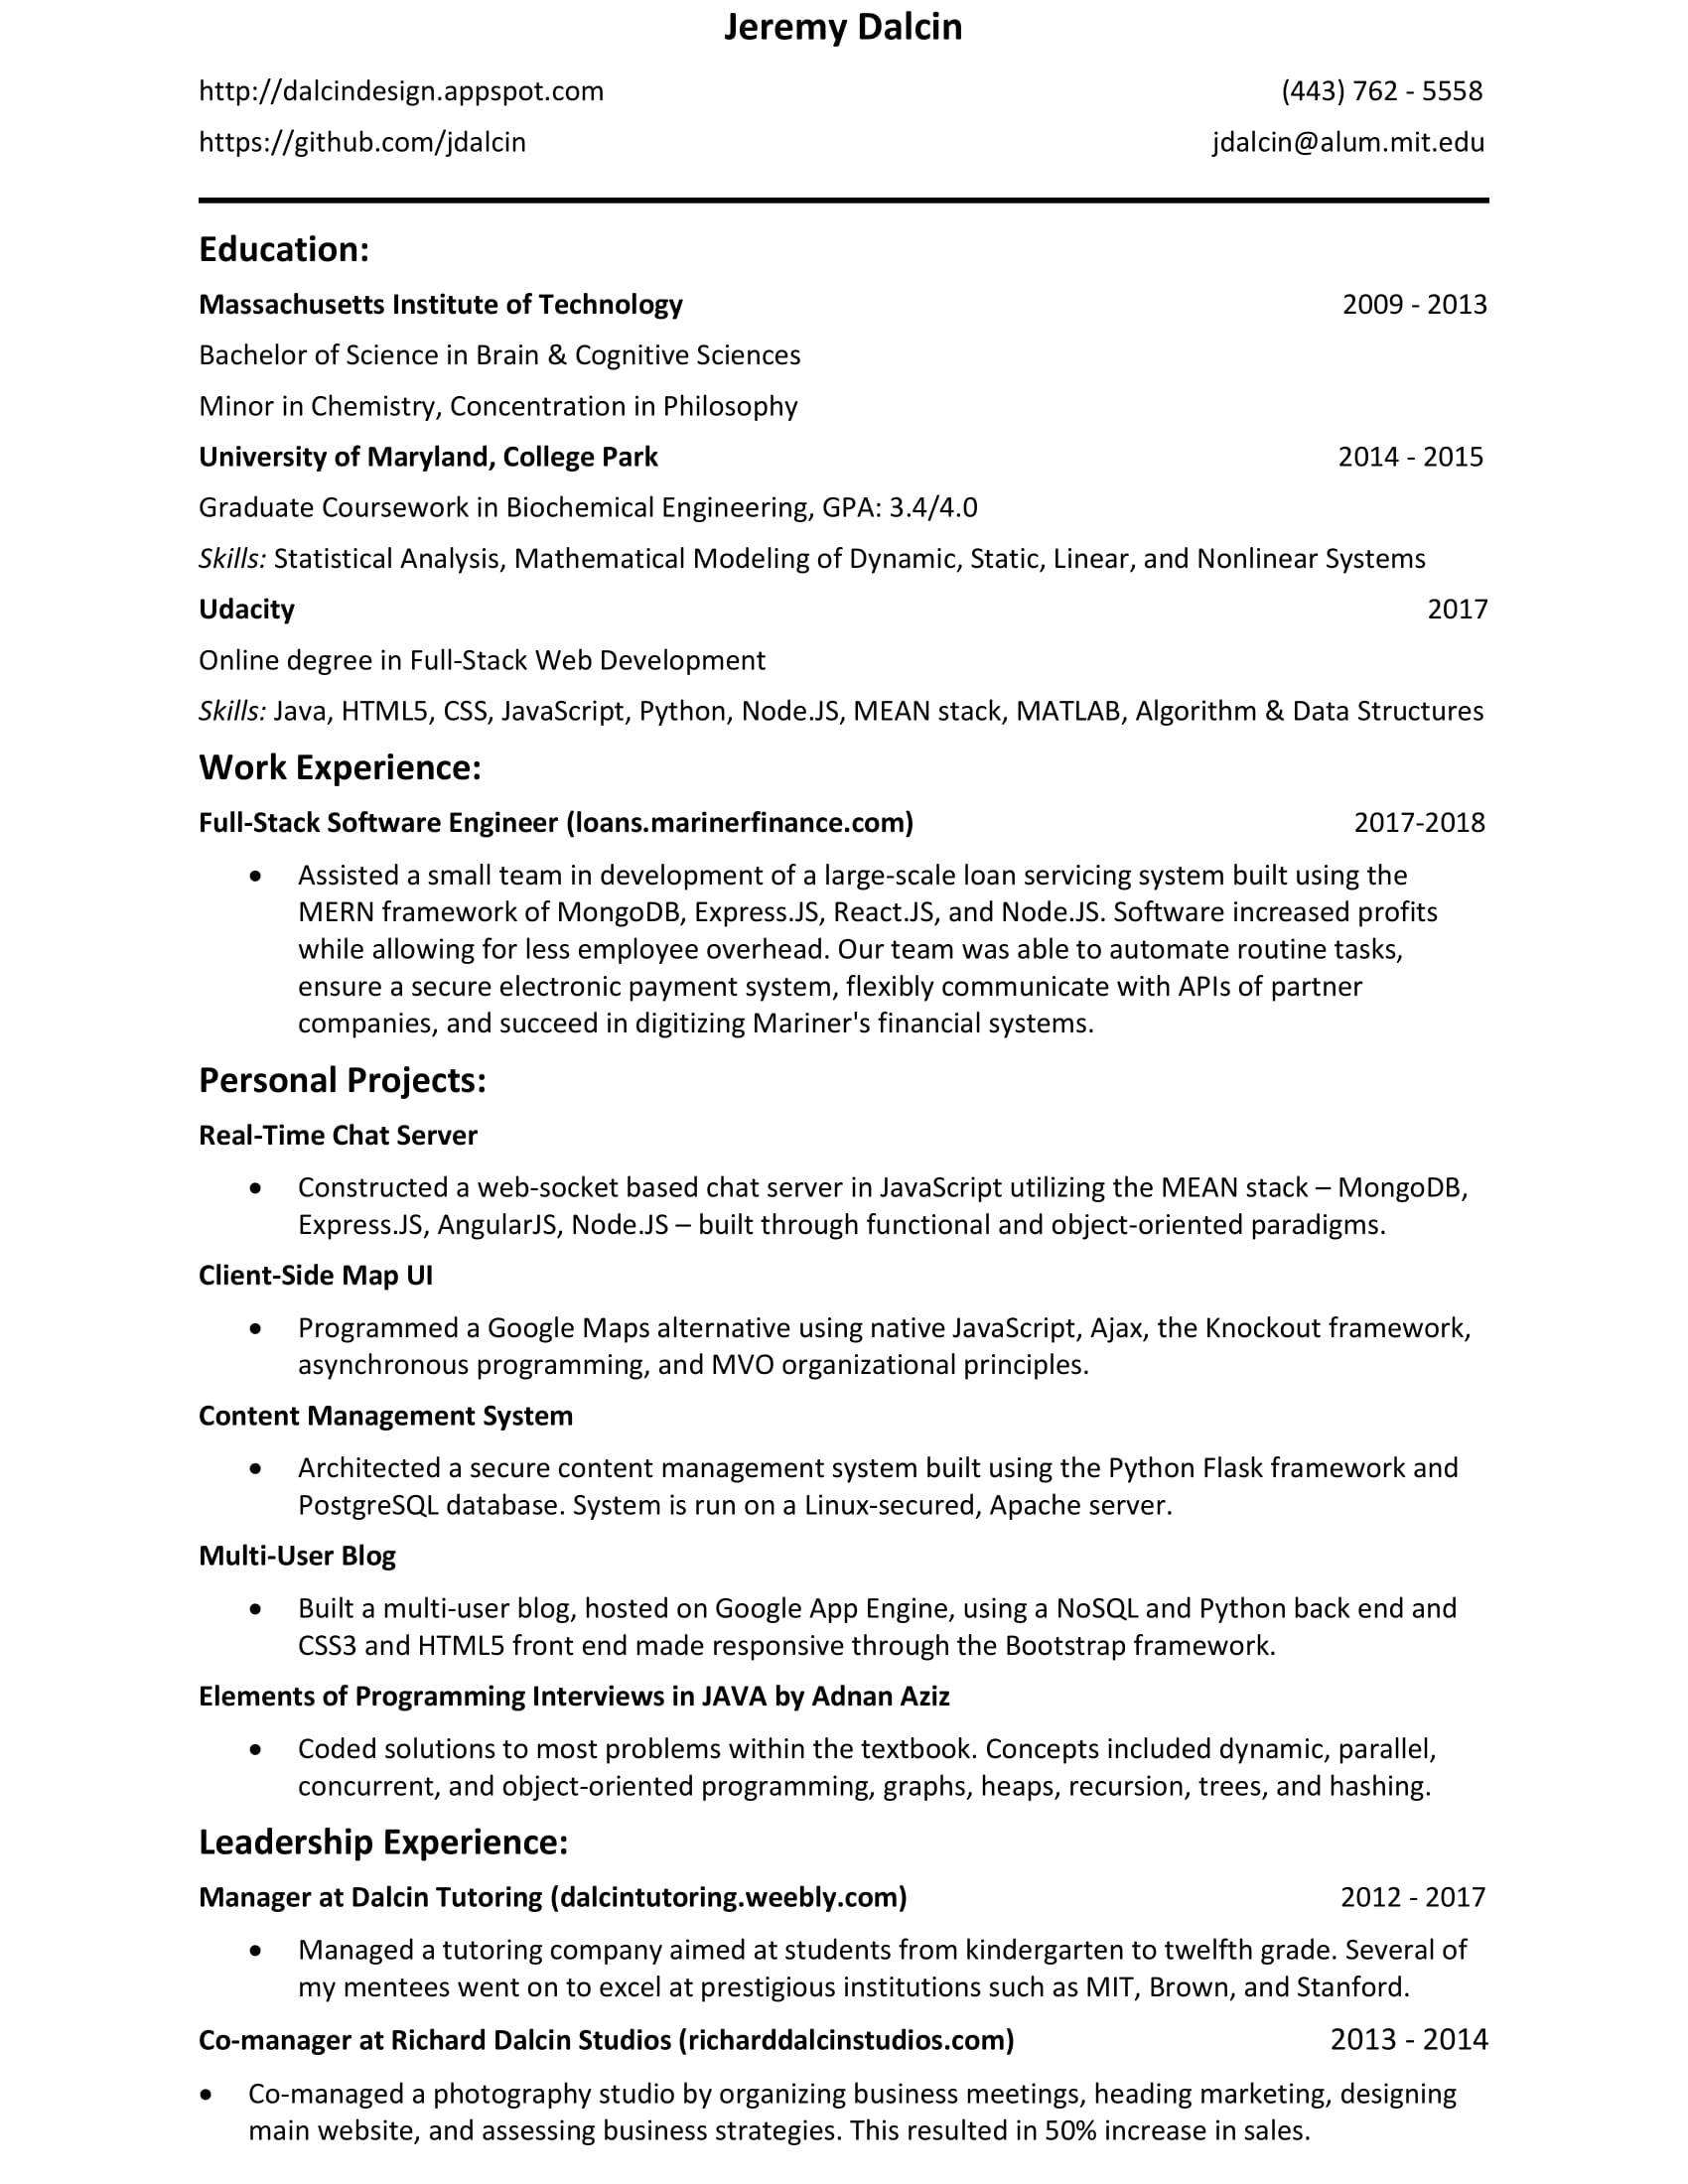 Jeremy Dalcin
http://dalcindesign.appspot.com (443) 762 - 5558
https://github.com/jdalcin jdalcin@alum.mit.edu
Education:
Massachusetts Institute of Technology 2009 - 2013
Bachelor of Science in Brain & Cognitive Sciences
Minor in Chemistry, Concentration in Philosophy
University of Maryland, College Park 2014 - 2015
Graduate Coursework in Biochemical Engineering, GPA: 3.4/4.0
Skills: Statistical Analysis, Mathematical Modeling of Dynamic, Static, Linear, and Nonlinear Systems
Udacity 2017
Online degree in Full-Stack Web Development
Skills: Java, HTML5, CSS, JavaScript, Python, Node.JS, MEAN stack, MATLAB, Algorithm & Data Structures
Work Experience:
Full-Stack Software Engineer (loans.marinerfinance.com) 2017-2018
• Assisted a small team in development of a large-scale loan servicing system built using the
MERN framework of MongoDB, Express.JS, React.JS, and Node.JS. Software increased profits
while allowing for less employee overhead. Our team was able to automate routine tasks,
ensure a secure electronic payment system, flexibly communicate with APIs of partner
companies, and succeed in digitizing Mariner's financial systems.
Personal Projects:
Real-Time Chat Server
• Constructed a web-socket based chat server in JavaScript utilizing the MEAN stack – MongoDB,
Express.JS, AngularJS, Node.JS – built through functional and object-oriented paradigms.
Client-Side Map UI
• Programmed a Google Maps alternative using native JavaScript, Ajax, the Knockout framework,
asynchronous programming, and MVO organizational principles.
Content Management System
• Architected a secure content management system built using the Python Flask framework and
PostgreSQL database. System is run on a Linux-secured, Apache server.
Multi-User Blog
• Built a multi-user blog, hosted on Google App Engine, using a NoSQL and Python back end and
CSS3 and HTML5 front end made responsive through the Bootstrap framework.
Elements of Programming Interviews in JAVA by Adnan Aziz
• Coded solutions to most problems within the textbook. Concepts included dynamic, parallel,
concurrent, and object-oriented programming, graphs, heaps, recursion, trees, and hashing.
Leadership Experience:
Manager at Dalcin Tutoring (dalcintutoring.weebly.com) 2012 - 2017
• Managed a tutoring company aimed at students from kindergarten to twelfth grade. Several of
my mentees went on to excel at prestigious institutions such as MIT, Brown, and Stanford.
Co-manager at Richard Dalcin Studios (richarddalcinstudios.com) 2013 - 2014
• Co-managed a photography studio by organizing business meetings, heading marketing, designing
main website, and assessing business strategies. This resulted in 50% increase in sales.